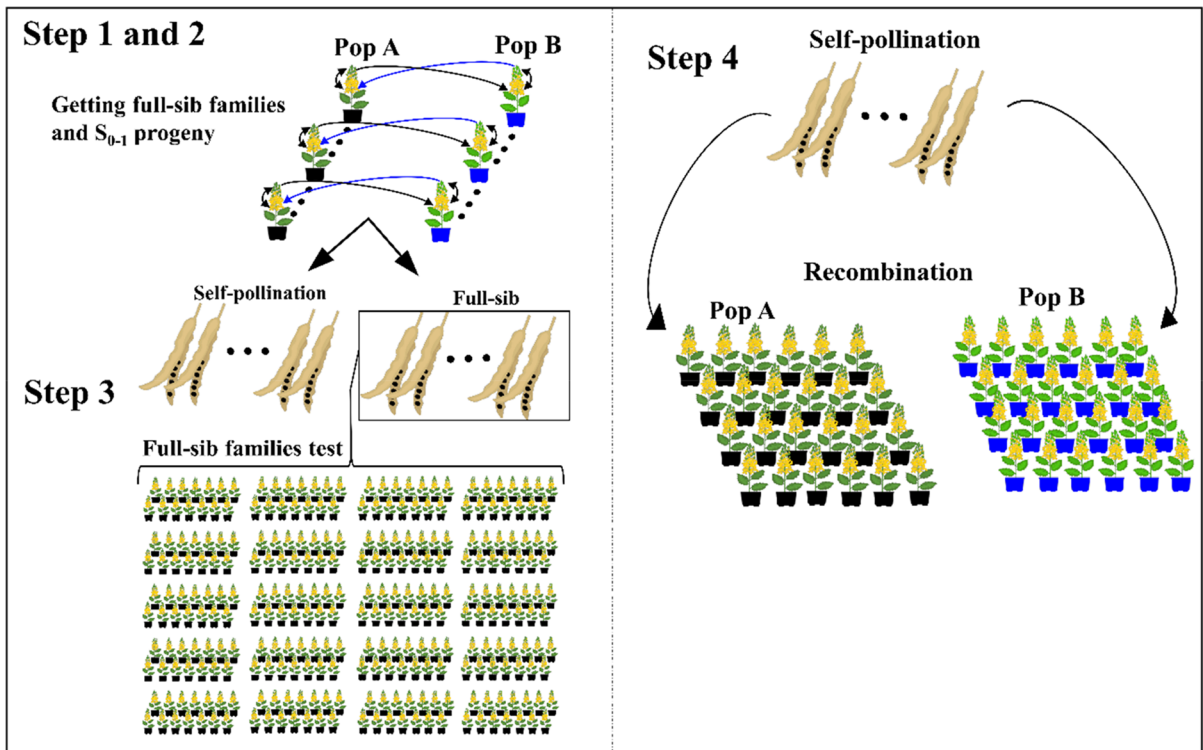 Step 1 and 2
Pop A
Pop B
Getting full-sib families
and S0-1 progeny
Self-pollination
Full-sib
Step 3
Full-sib families test
Step 4
Self-pollination
Recombination
Pop A
Pop B